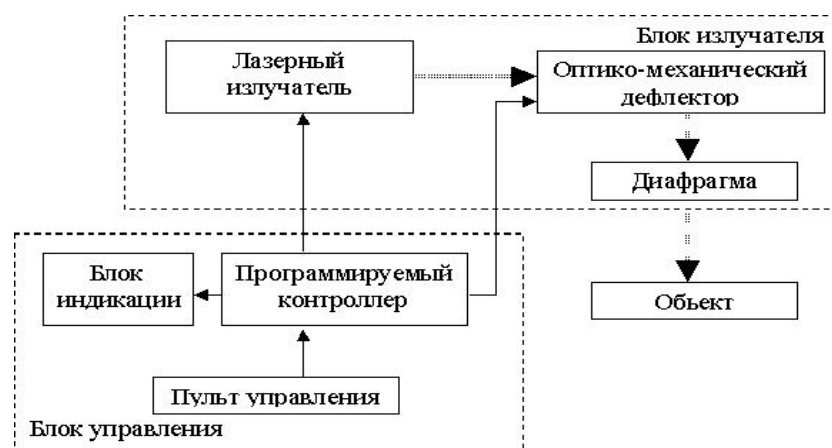 Блок излучателя
Лазерный
излучатель
Оптико-механический
дефлектор
Диафрагма
Блок
индикации
Программируемый
контроллер
Обьект
Пульт управления
Блок управления